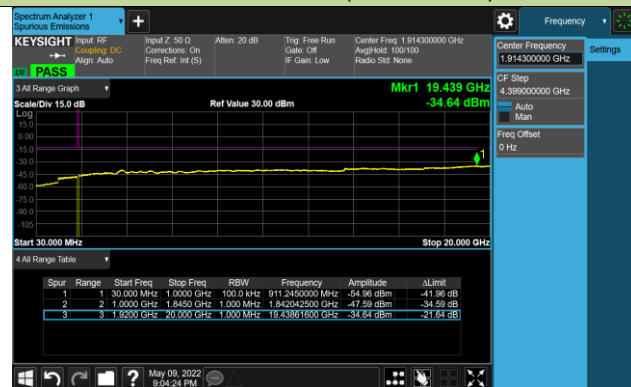 Spectrum Analyzer 1
Spurious Emissions
Frequency
KEYSIGHT Input: RF
Coupling: DC
Align: Auto
Input Z: 50 Ω
Corrections: On
Freq Ref: Int (S)
Atten: 20 dB
Trig: Free Run
Gate: Off
IF Gain: Low
Center Freq: 1.914300000 GHz
Avg|Hold: 100/100
Radio Std: None
PASS
Center Frequency
1.914300000 GHz
Settings
CF Step
4.399000000 GHz
Auto
Man
Freq Offset
0 Hz
3 All Range Graph
Mkr1 19.439 GHz
-34.64 dBm
Scale/Div 15.0 dB
Ref Value 30.00 dBm
Log
15.0
0.00
-15.0
-30.0
-45.0
-60.0
-75.0
-90.0
-105
1
Start 30.000 MHz
Stop 20.000 GHz
4 All Range Table
Spur Range Start Freq Stop Freq RBW Frequency Amplitude ΔLimit
1 1 30.000 MHz 1.0000 GHz 100.0 kHz 911.2450000 MHz -54.96 dBm -41.96 dB
2 2 1.0000 GHz 1.8450 GHz 1.000 MHz 1.842042500 GHz -47.59 dBm -34.59 dB
3 3 1.9200 GHz 20.000 GHz 1.000 MHz 19.43861600 GHz -34.64 dBm -21.64 dB
May 09, 2022
9:04:24 PM